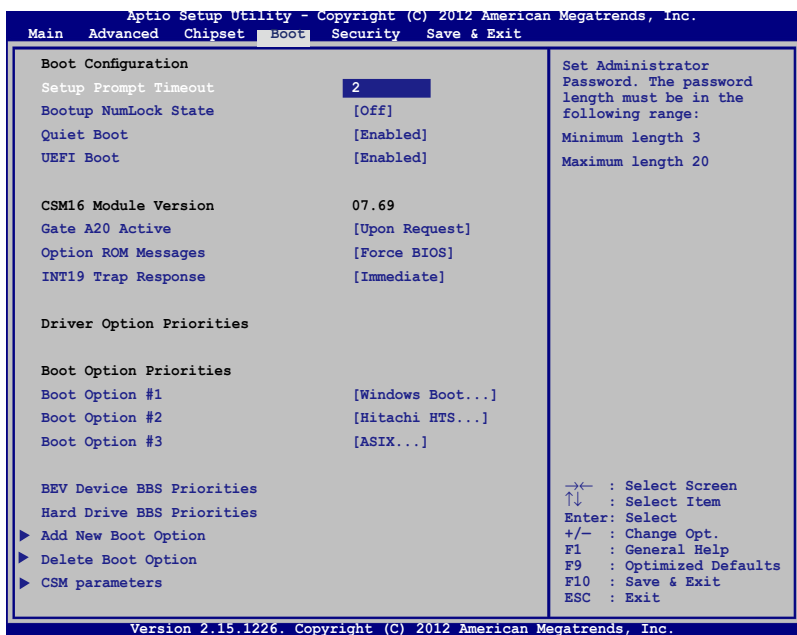 Aptio Setup Utility - Copyright (C) 2012 American Megatrends, Inc.
Main Advanced Chipset Boot Security Save & Exit
Boot Configuration
Setup Prompt Timeout 2
Bootup NumLock State [Off]
Quiet Boot [Enabled]
UEFI Boot [Enabled]
CSM16 Module Version 07.69
Gate A20 Active [Upon Request]
Option ROM Messages [Force BIOS]
INT19 Trap Response [Immediate]
Driver Option Priorities
Boot Option Priorities
Boot Option #1 [Windows Boot...]
Boot Option #2 [Hitachi HTS...]
Boot Option #3 [ASIX...]
BEV Device BBS Priorities
Hard Drive BBS Priorities
Add New Boot Option
Delete Boot Option
CSM parameters
Set Administrator
Password. The password
length must be in the
following range:
Minimum length 3
Maximum length 20
→← : Select Screen
↑↓ : Select Item
Enter: Select
+/— : Change Opt.
F1 : General Help
F9 : Optimized Defaults
F10 : Save & Exit
ESC : Exit
Version 2.15.1226. Copyright (C) 2012 American Megatrends, Inc.